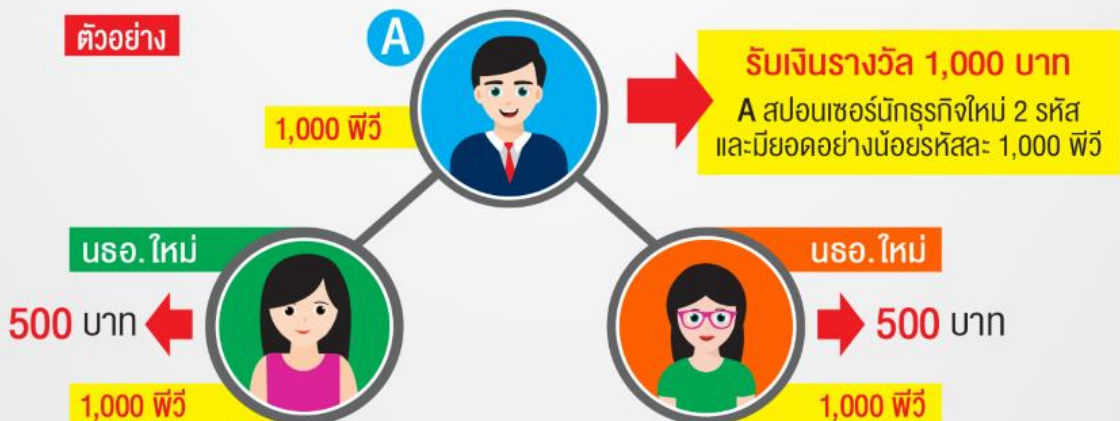 ตัวอย่าง
A
รับเงินรางวัล 1,000 บาท
A สปอนเซอร์นักธุรกิจใหม่ 2 รหัส
และมียอดอย่างน้อยรหัสละ 1,000 พีวี
1,000 พีวี
นธอ.ใหม่
นธอ.ใหม่
500 บาท
500 บาท
1,000 พีวี
1,000 พีวี